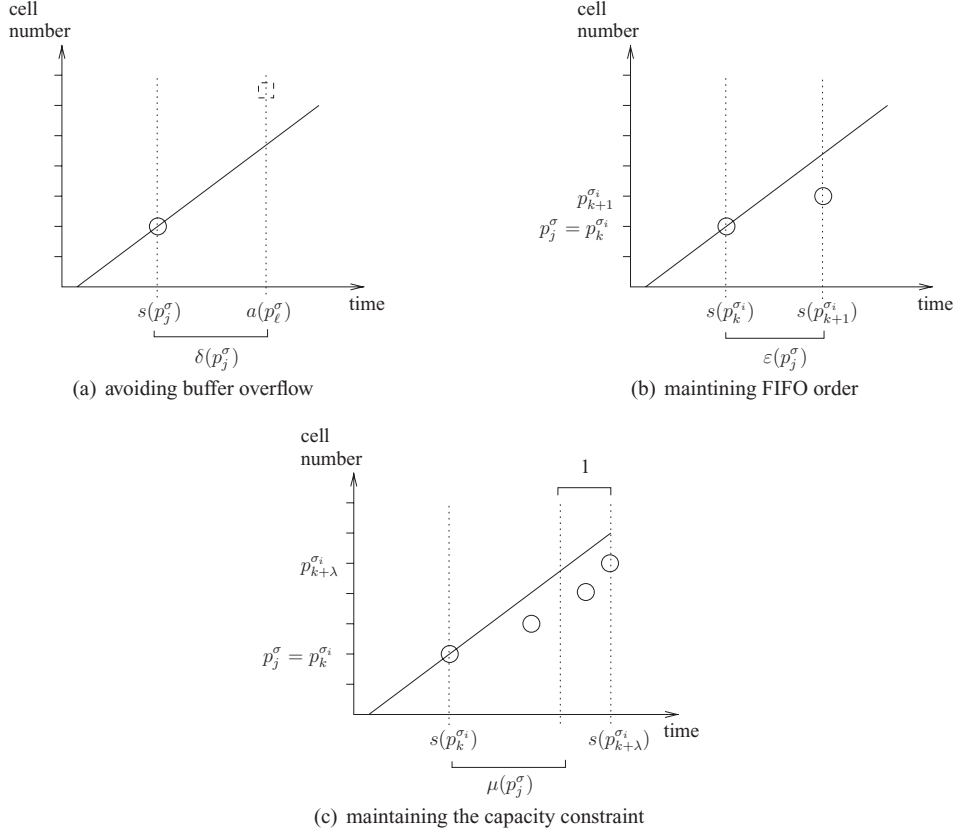 cell
number
time
s(p_j^σ)
a(p_ℓ^σ)
δ(p_j^σ)
(a) avoiding buffer overflow
cell
number
p_{k+1}^{σ_i}
p_j^σ = p_k^{σ_i}
time
s(p_k^{σ_i})
s(p_{k+1}^{σ_i})
ε(p_j^σ)
(b) maintining FIFO order
cell
number
1
p_{k+λ}^{σ_i}
p_j^σ = p_k^{σ_i}
time
s(p_k^{σ_i})
s(p_{k+λ}^{σ_i})
μ(p_j^σ)
(c) maintaining the capacity constraint